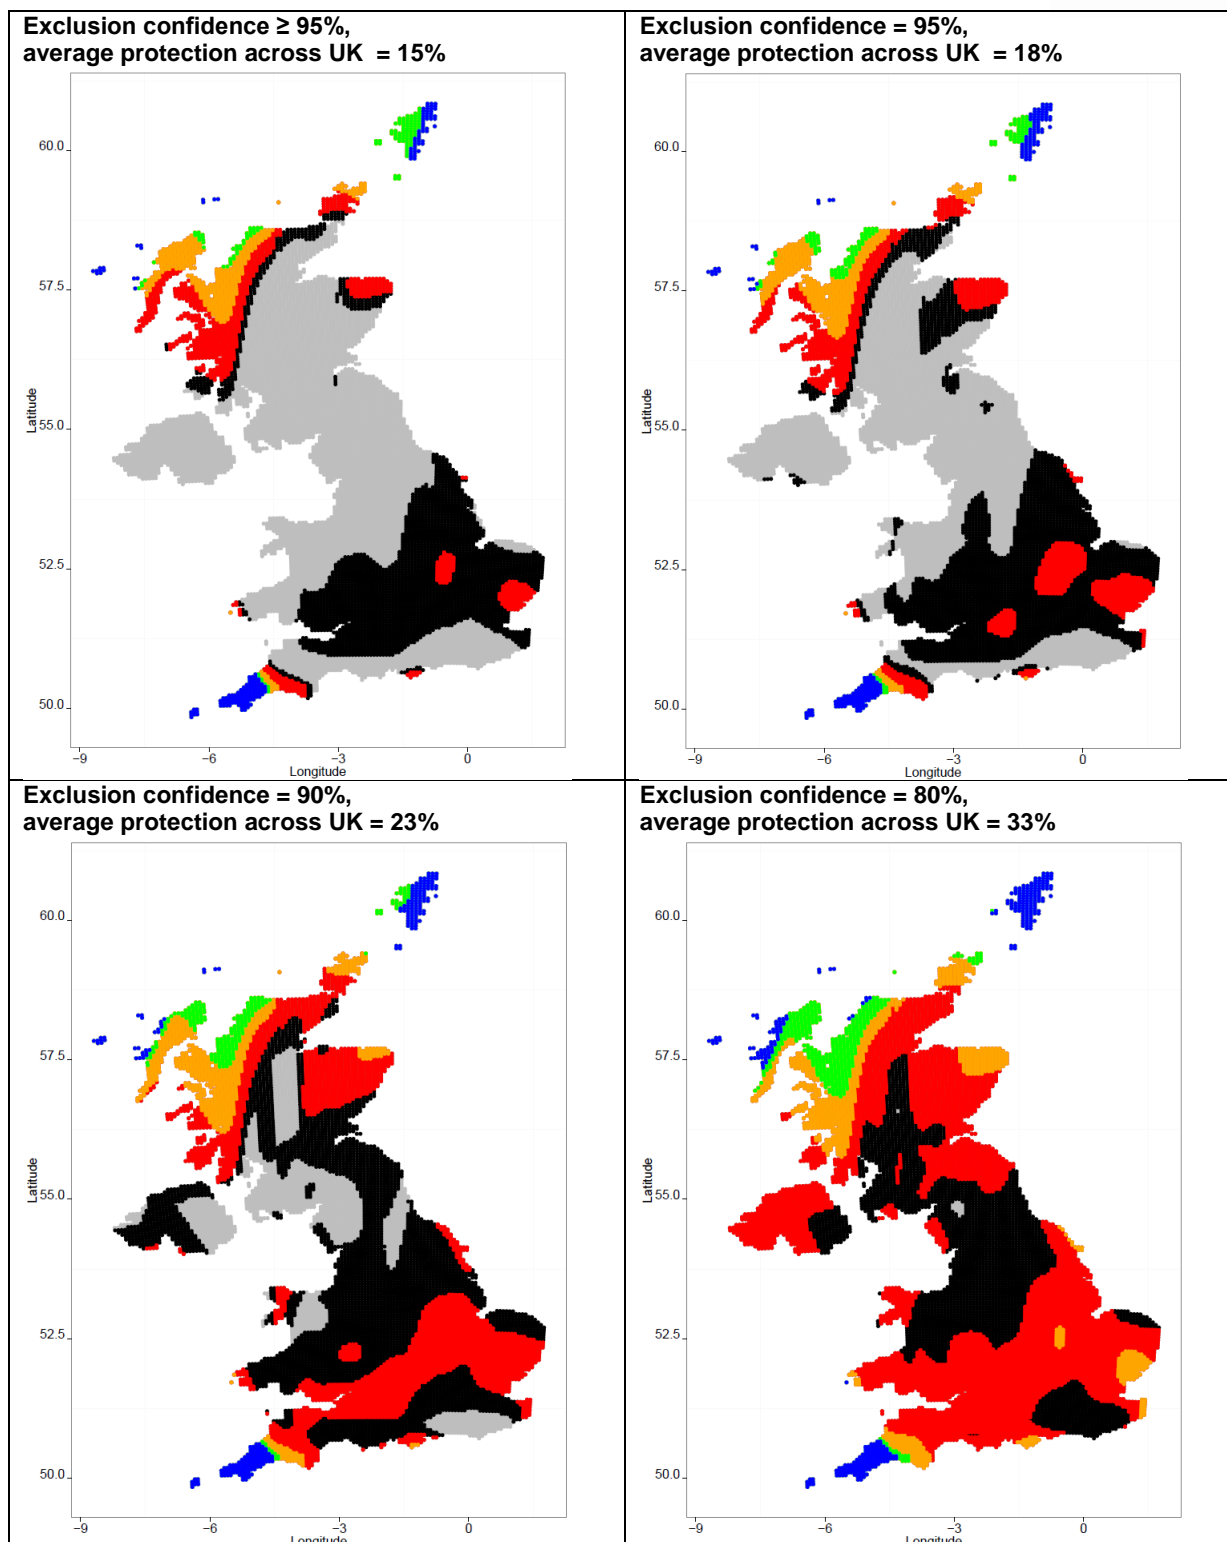 Exclusion confidence ≥ 95%,
average protection across UK = 15%
60.0
57.5
55.0
52.5
50.0
Latitude
−9
−6
−3
0
Longitude
Exclusion confidence = 95%,
average protection across UK = 18%
60.0
57.5
55.0
52.5
50.0
Latitude
−9
−6
−3
0
Longitude
Exclusion confidence = 90%,
average protection across UK = 23%
60.0
57.5
55.0
52.5
50.0
Latitude
−9
−6
−3
0
Longitude
Exclusion confidence = 80%,
average protection across UK = 33%
60.0
57.5
55.0
52.5
50.0
Latitude
−9
−6
−3
0
Longitude